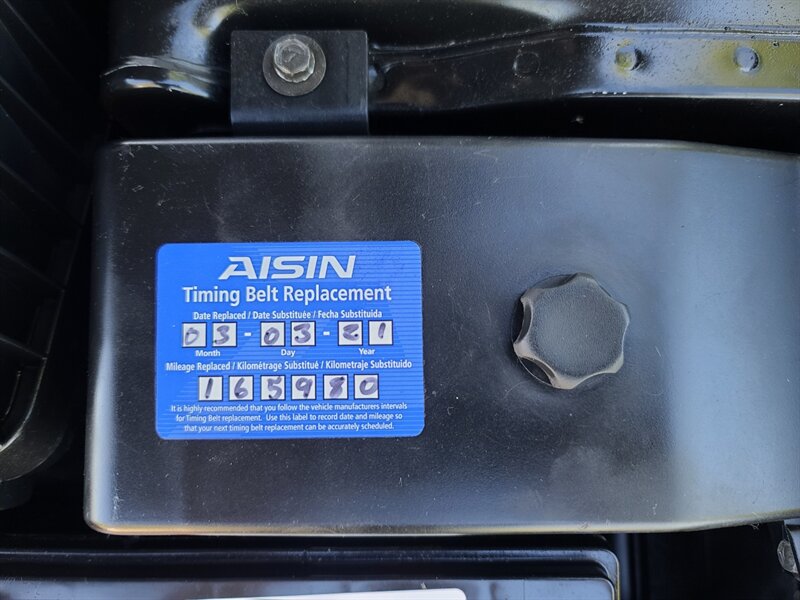 AISIN
Timing Belt Replacement
Date Replaced / Date Substituée / Fecha Substituida
03-03-21
Month Day Year
Mileage Replaced / Kilométrage Substitué / Kilometraje Substituido
165980
It is highly recommended that you follow the vehicle manufacturers intervals
for Timing Belt replacement. Use this label to record date and mileage so
that your next timing belt replacement can be accurately scheduled.